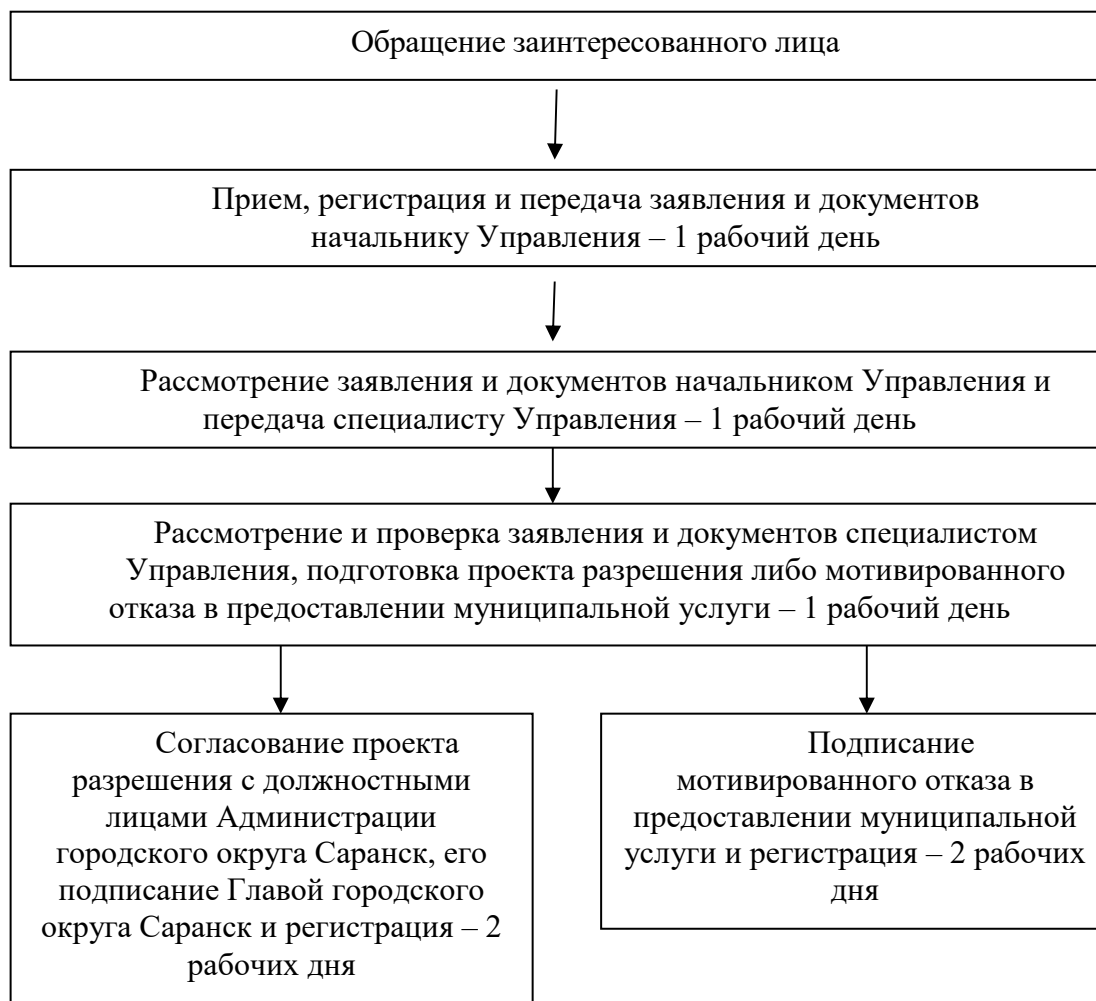 Обращение заинтересованного лица
Прием, регистрация и передача заявления и документов
начальнику Управления – 1 рабочий день
Рассмотрение заявления и документов начальником Управления и
передача специалисту Управления – 1 рабочий день
Рассмотрение и проверка заявления и документов специалистом
Управления, подготовка проекта разрешения либо мотивированного
отказа в предоставлении муниципальной услуги – 1 рабочий день
Согласование проекта
разрешения с должностными
лицами Администрации
городского округа Саранск, его
подписание Главой городского
округа Саранск и регистрация – 2
рабочих дня
Подписание
мотивированного отказа в
предоставлении муниципальной
услуги и регистрация – 2 рабочих
дня